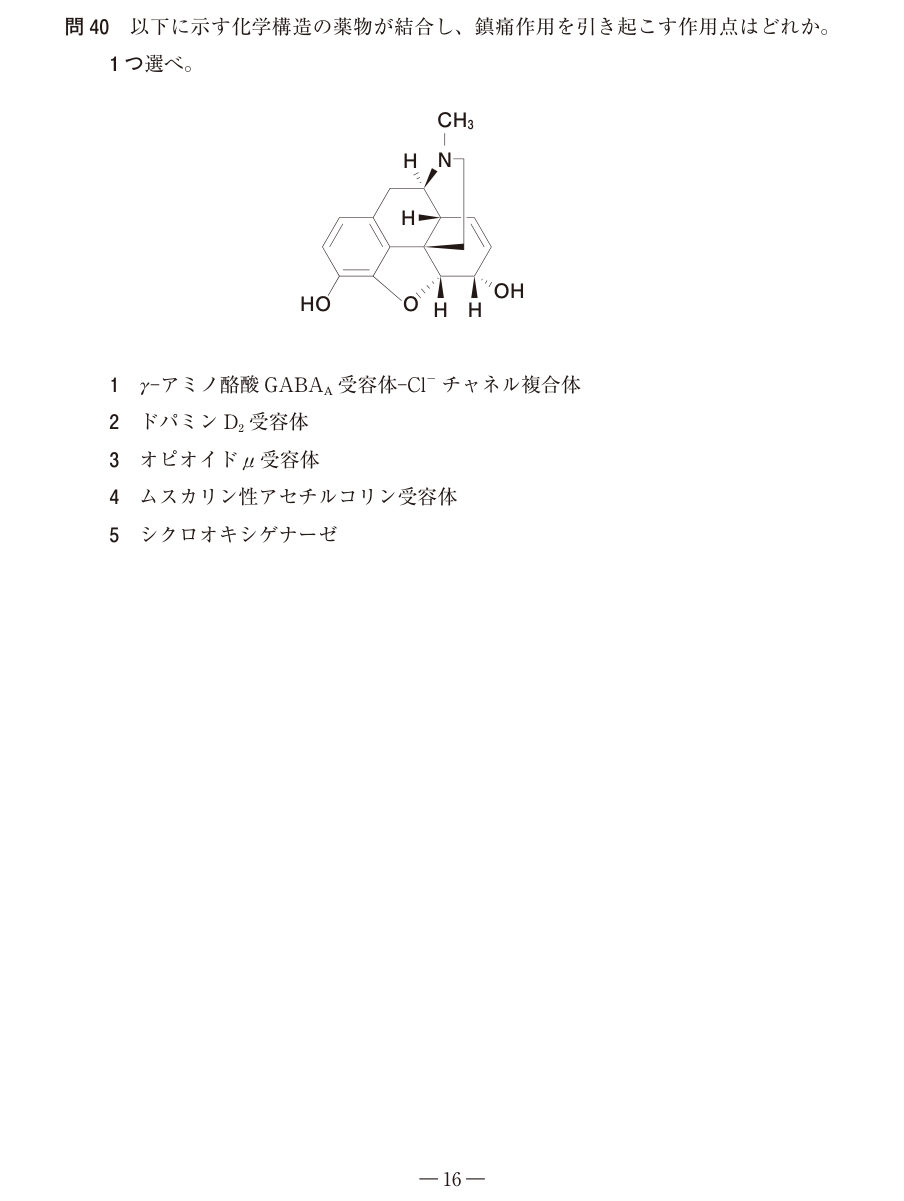 問 40　以下に示す化学構造の薬物が結合し、鎮痛作用を引き起こす作用点はどれか。
1 つ選べ。
CH₃
H N
H
HO O H H OH
1　γ−アミノ酪酸 GABA_A 受容体−Cl⁻ チャネル複合体
2　ドパミン D₂ 受容体
3　オピオイド μ 受容体
4　ムスカリン性アセチルコリン受容体
5　シクロオキシゲナーゼ
— 16 —